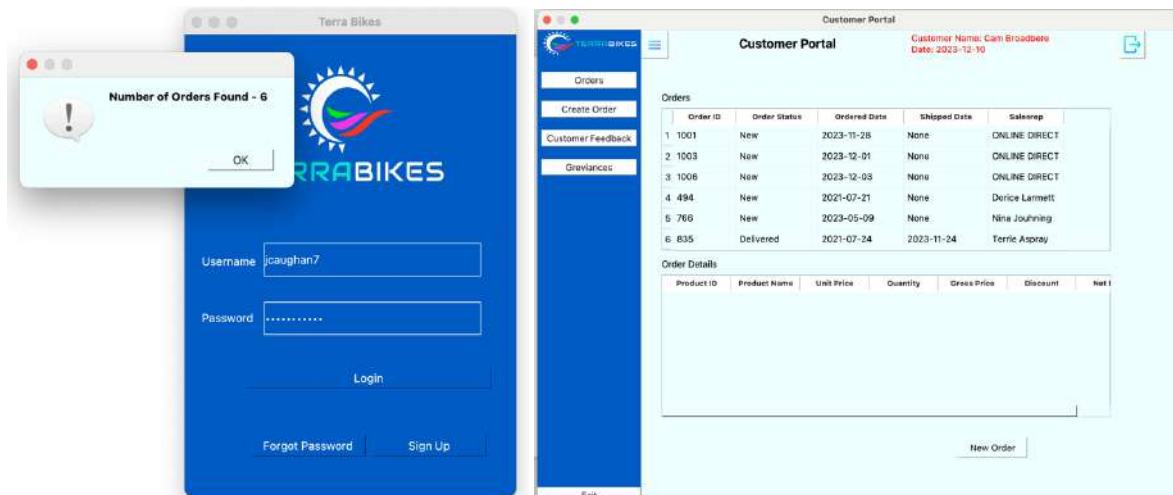 Terra Bikes
Number of Orders Found - 6
OK
RRABIKES
Username jcaughan7
Password ...........
Login
Forgot Password Sign Up
Customer Portal
TERRABIKES
Customer Portal
Customer Name: Cam Broadbere
Date: 2023-12-10
Orders
Create Order
Customer Feedback
Greviances
Orders
Order ID Order Status Ordered Date Shipped Date Salesrep
1 1001 New 2023-11-28 None ONLINE DIRECT
2 1003 New 2023-12-01 None ONLINE DIRECT
3 1006 New 2023-12-03 None ONLINE DIRECT
4 494 New 2021-07-21 None Dorice Larmett
5 766 New 2023-05-09 None Nina Jouhning
6 835 Delivered 2021-07-24 2023-11-24 Terrie Aspray
Order Details
Product ID Product Name Unit Price Quantity Gross Price Discount Net
New Order
Exit